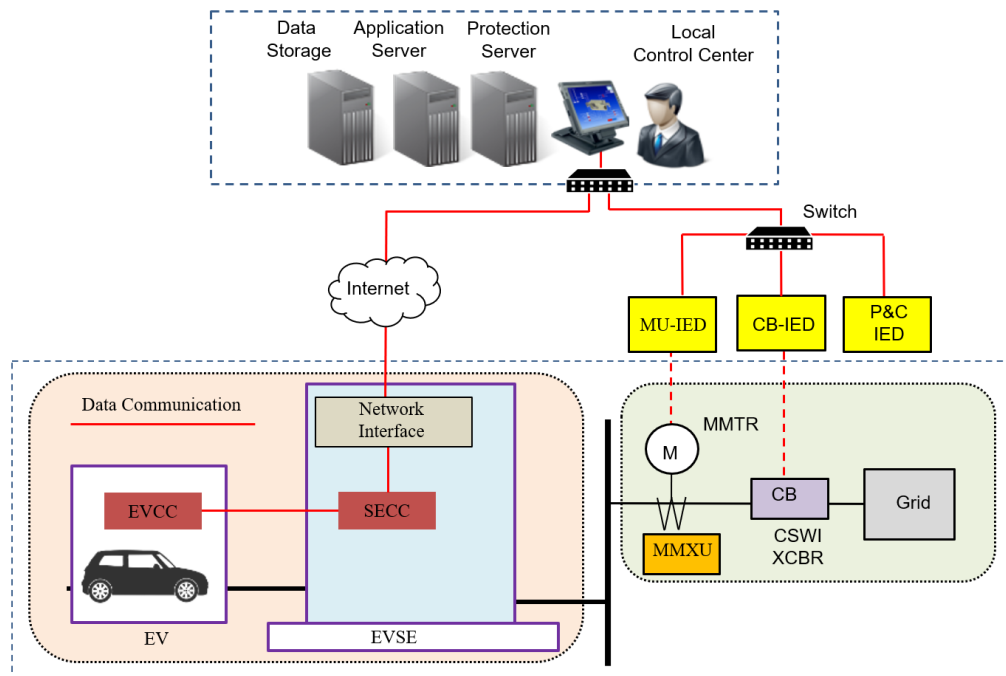 Data
Storage
Application
Server
Protection
Server
Local
Control Center
Switch
Internet
MU-IED
CB-IED
P&C
IED
Data Communication
Network
Interface
MMTR
M
EVCC
SECC
CB
Grid
CSWI
XCBR
MMXU
EV
EVSE